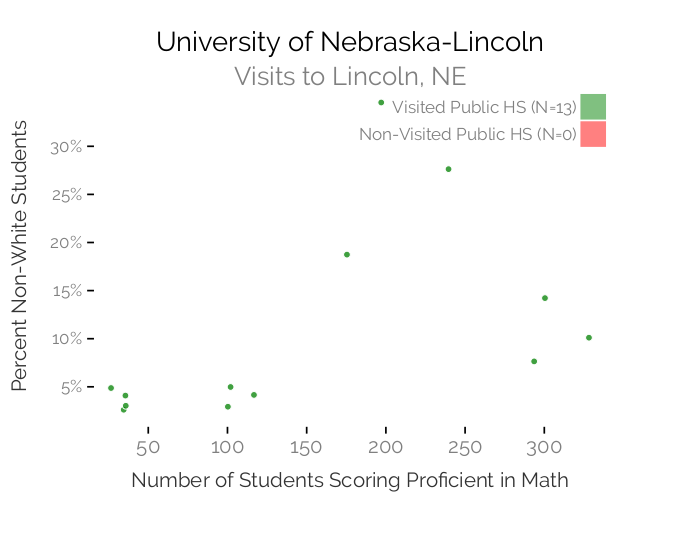 University of Nebraska-Lincoln
Visits to Lincoln, NE
Visited Public HS (N=13)
Non-Visited Public HS (N=0)
Percent Non-White Students
30%
25%
20%
15%
10%
5%
50 100 150 200 250 300
Number of Students Scoring Proficient in Math